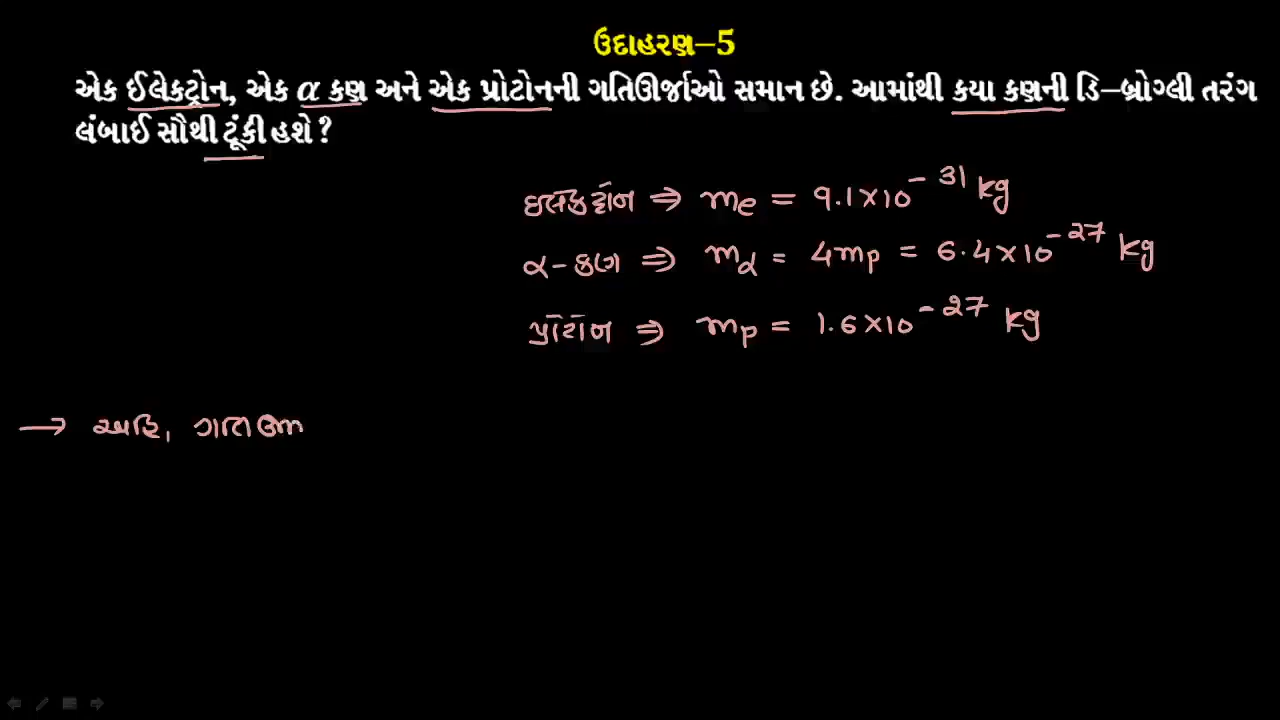 ઉદાહરણ–5
એક ઈલેકટ્રોન, એક α કણ અને એક પ્રોટોનની ગતિઊર્જાઓ સમાન છે. આમાંથી કયા કણની ડિ–બ્રોગ્લી તરંગ
લંબાઈ સૌથી ટૂંકી હશે ?
ઇલેક્ટ્રૉન ⇒ me = 9.1×10^-31 kg
α-કણ ⇒ mα = 4mp = 6.4×10^-27 kg
પ્રોટૉન ⇒ mp = 1.6×10^-27 kg
→ અહિ,